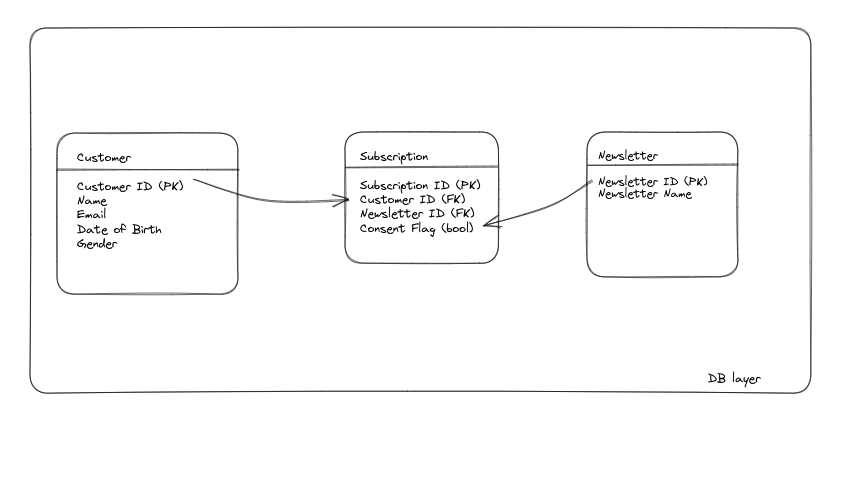 Customer
Customer ID (PK)
Name
Email
Date of Birth
Gender
Subscription
Subscription ID (PK)
Customer ID (FK)
Newsletter ID (FK)
Consent Flag (bool)
Newsletter
Newsletter ID (PK)
Newsletter Name
DB layer